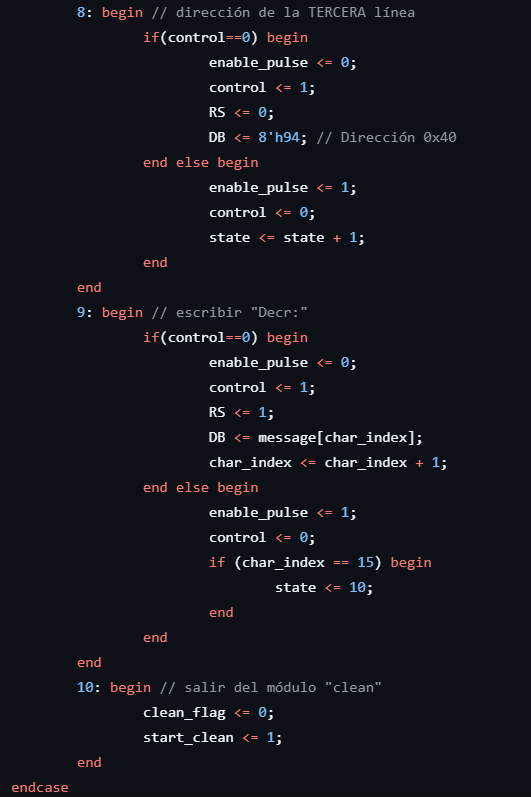 8: begin // dirección de la TERCERA línea
if(control==0) begin
enable_pulse <= 0;
control <= 1;
RS <= 0;
DB <= 8'h94; // Dirección 0x40
end else begin
enable_pulse <= 1;
control <= 0;
state <= state + 1;
end
end
9: begin // escribir "Decr:"
if(control==0) begin
enable_pulse <= 0;
control <= 1;
RS <= 1;
DB <= message[char_index];
char_index <= char_index + 1;
end else begin
enable_pulse <= 1;
control <= 0;
if (char_index == 15) begin
state <= 10;
end
end
end
10: begin // salir del módulo "clean"
clean_flag <= 0;
start_clean <= 1;
end
endcase